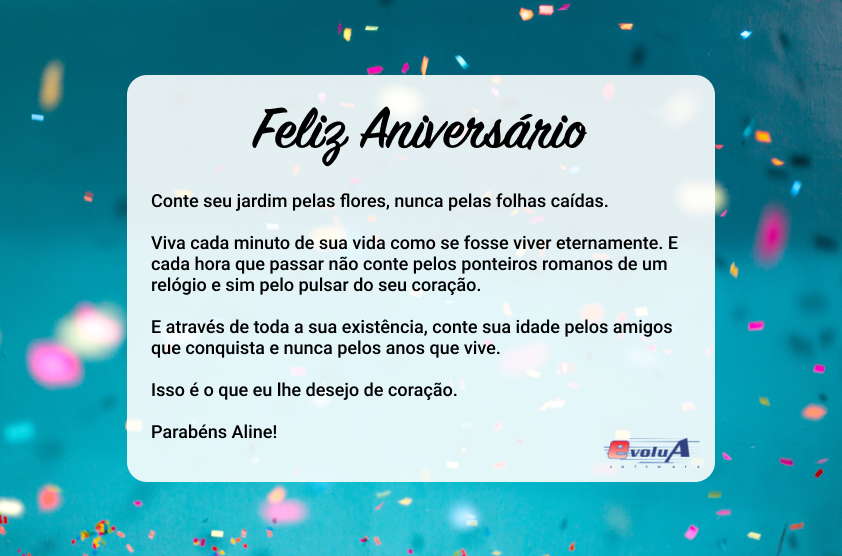 Feliz Aniversário
Conte seu jardim pelas flores, nunca pelas folhas caídas.
Viva cada minuto de sua vida como se fosse viver eternamente. E
cada hora que passar não conte pelos ponteiros romanos de um
relógio e sim pelo pulsar do seu coração.
E através de toda a sua existência, conte sua idade pelos amigos
que conquista e nunca pelos anos que vive.
Isso é o que eu lhe desejo de coração.
Parabéns Aline!
evoluA
software